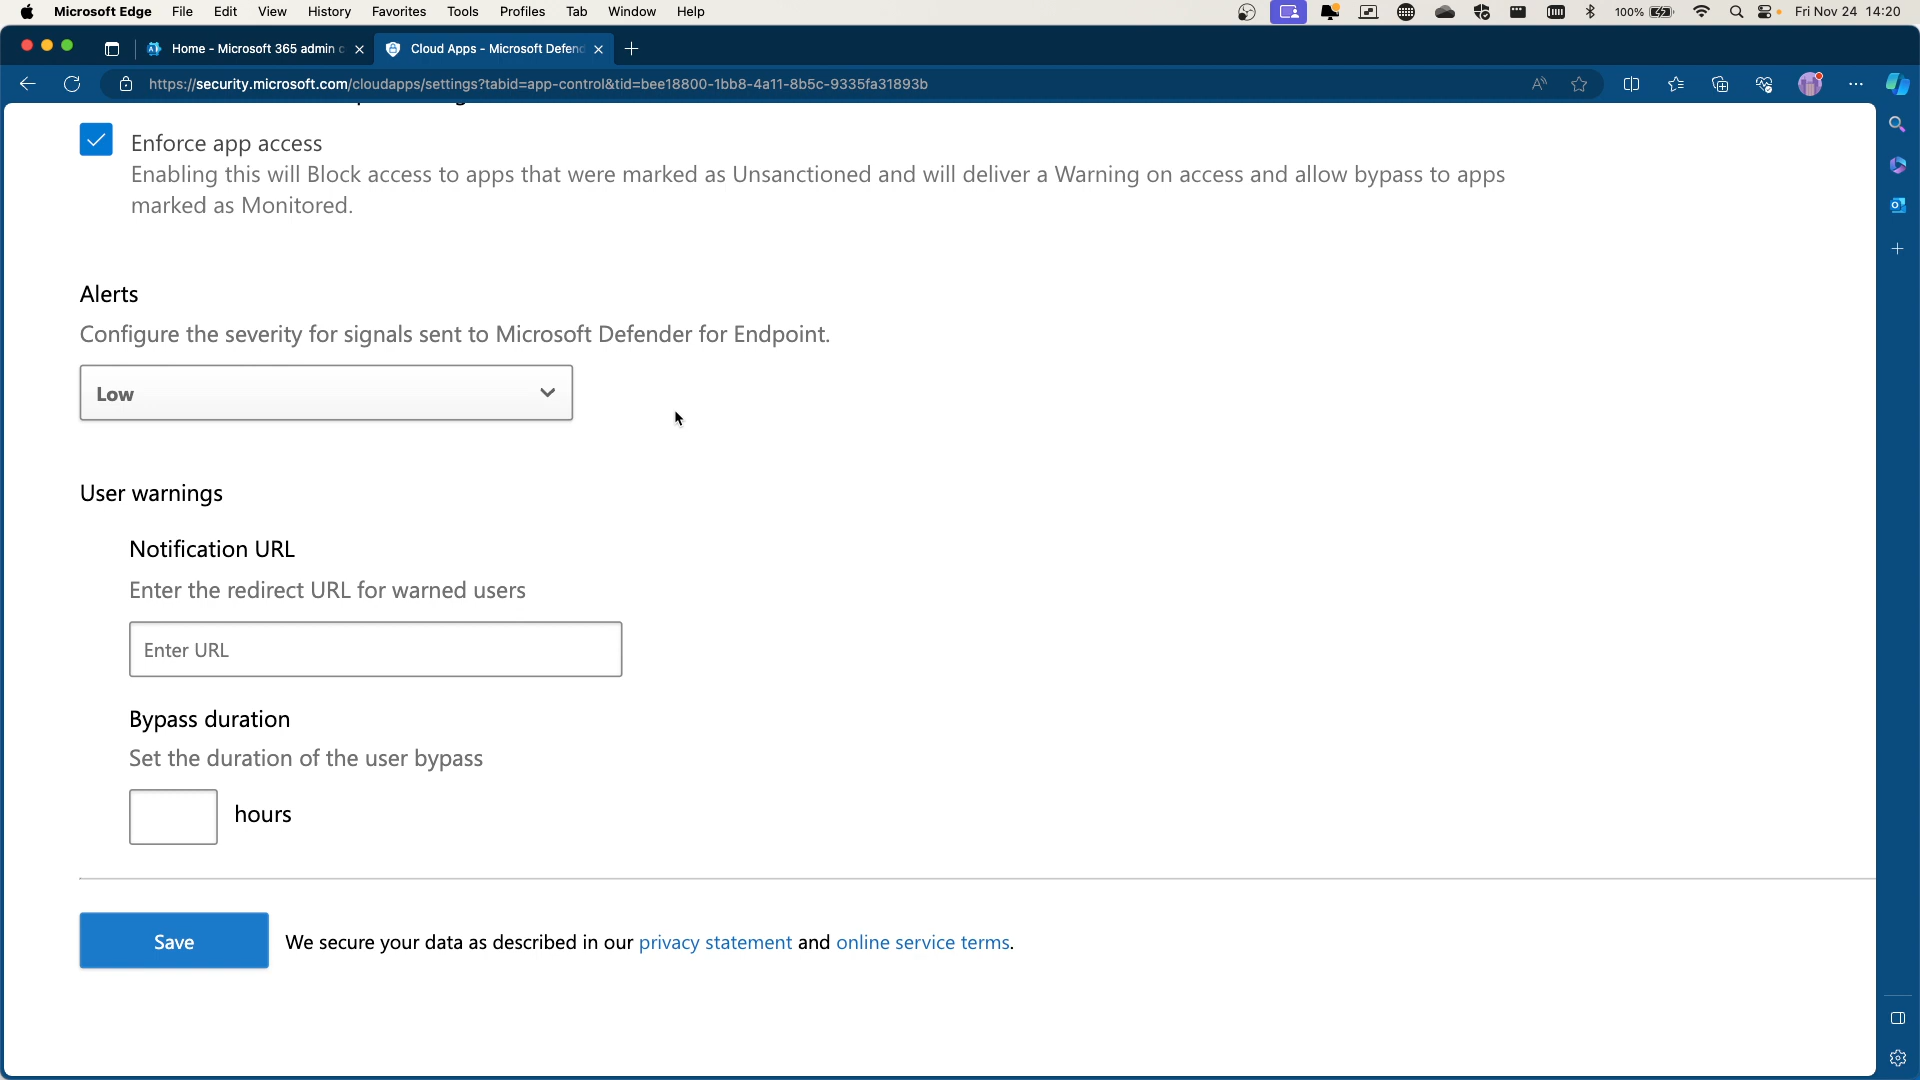 Microsoft Edge File Edit View History Favorites Tools Profiles Tab Window Help 100% Fri Nov 24 14:20
Home - Microsoft 365 admin c Cloud Apps - Microsoft Defend
https://security.microsoft.com/cloudapps/settings?tabid=app-control&tid=bee18800-1bb8-4a11-8b5c-9335fa31893b
Enforce app access
Enabling this will Block access to apps that were marked as Unsanctioned and will deliver a Warning on access and allow bypass to apps
marked as Monitored.
Alerts
Configure the severity for signals sent to Microsoft Defender for Endpoint.
Low
User warnings
Notification URL
Enter the redirect URL for warned users
Enter URL
Bypass duration
Set the duration of the user bypass
hours
Save We secure your data as described in our privacy statement and online service terms.